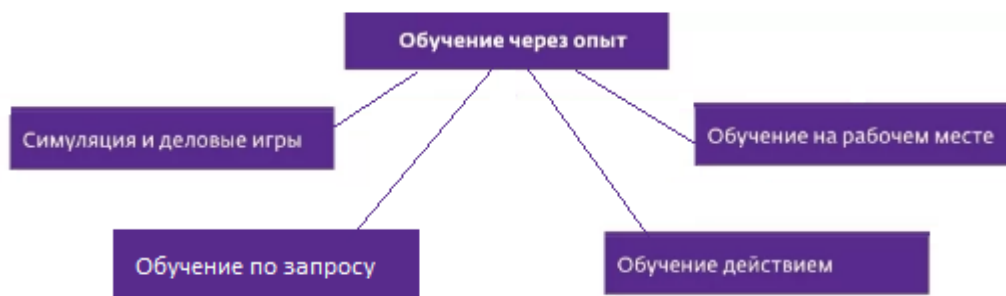 Обучение через опыт
Симуляция и деловые игры
Обучение на рабочем месте
Обучение по запросу
Обучение действием